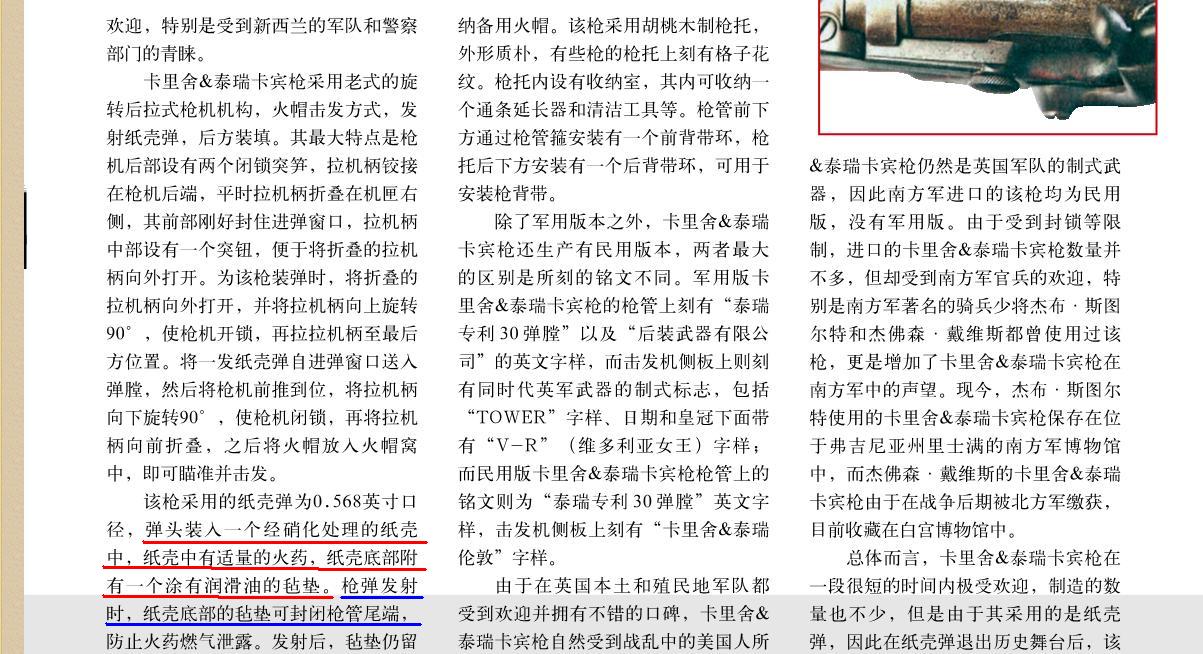 欢迎，特别是受到新西兰的军队和警察
部门的青睐。
卡里舍&泰瑞卡宾枪采用老式的旋
转后拉式枪机机构，火帽击发方式，发
射纸壳弹，后方装填。其最大特点是枪
机后部设有两个闭锁突笋，拉机柄铰接
在枪机后端，平时拉机柄折叠在机匣右
侧，其前部刚好封住进弹窗口，拉机柄
中部设有一个突钮，便于将折叠的拉机
柄向外打开。为该枪装弹时，将折叠的
拉机柄向外打开，并将拉机柄向上旋转
90°，使枪机开锁，再拉拉机柄至最后
方位置。将一发纸壳弹自进弹窗口送入
弹膛，然后将枪机前推到位，将拉机柄
向下旋转90°，使枪机闭锁，再将拉机
柄向前折叠，之后将火帽放入火帽窝
中，即可瞄准并击发。
该枪采用的纸壳弹为0.568英寸口
径，弹头装入一个经硝化处理的纸壳
中，纸壳中有适量的火药，纸壳底部附
有一个涂有润滑油的毡垫。枪弹发射
时，纸壳底部的毡垫可封闭枪管尾端，
防止火药燃气泄露。发射后，毡垫仍留
纳备用火帽。该枪采用胡桃木制枪托，
外形质朴，有些枪的枪托上刻有格子花
纹。枪托内设有收纳室，其内可收纳一
个通条延长器和清洁工具等。枪管前下
方通过枪管箍安装有一个前背带环，枪
托后下方安装有一个后背带环，可用于
安装枪背带。
除了军用版本之外，卡里舍&泰瑞
卡宾枪还生产有民用版本，两者最大
的区别是所刻的铭文不同。军用版卡
里舍&泰瑞卡宾枪的枪管上刻有“泰瑞
专利30弹膛”以及“后装武器有限公
司”的英文字样，而击发机侧板上则刻
有同时代英军武器的制式标志，包括
“TOWER”字样、日期和皇冠下面带
有“V-R”（维多利亚女王）字样；
而民用版卡里舍&泰瑞卡宾枪枪管上的
铭文则为“泰瑞专利30弹膛”英文字
样，击发机侧板上刻有“卡里舍&泰瑞
伦敦”字样。
由于在英国本土和殖民地军队都
受到欢迎并拥有不错的口碑，卡里舍&
泰瑞卡宾枪自然受到战乱中的美国人所
&泰瑞卡宾枪仍然是英国军队的制式武
器，因此南方军进口的该枪均为民用
版，没有军用版。由于受到封锁等限
制，进口的卡里舍&泰瑞卡宾枪数量并
不多，但却受到南方军官兵的欢迎，特
别是南方军著名的骑兵少将杰布·斯图
尔特和杰佛森·戴维斯都曾使用过该
枪，更是增加了卡里舍&泰瑞卡宾枪在
南方军中的声望。现今，杰布·斯图尔
特使用的卡里舍&泰瑞卡宾枪保存在位
于弗吉尼亚州里士满的南方军博物馆
中，而杰佛森·戴维斯的卡里舍&泰瑞
卡宾枪由于在战争后期被北方军缴获，
目前收藏在白宫博物馆中。
总体而言，卡里舍&泰瑞卡宾枪在
一段很短的时间内极受欢迎，制造的数
量也不少，但是由于其采用的是纸壳
弹，因此在纸壳弹退出历史舞台后，该